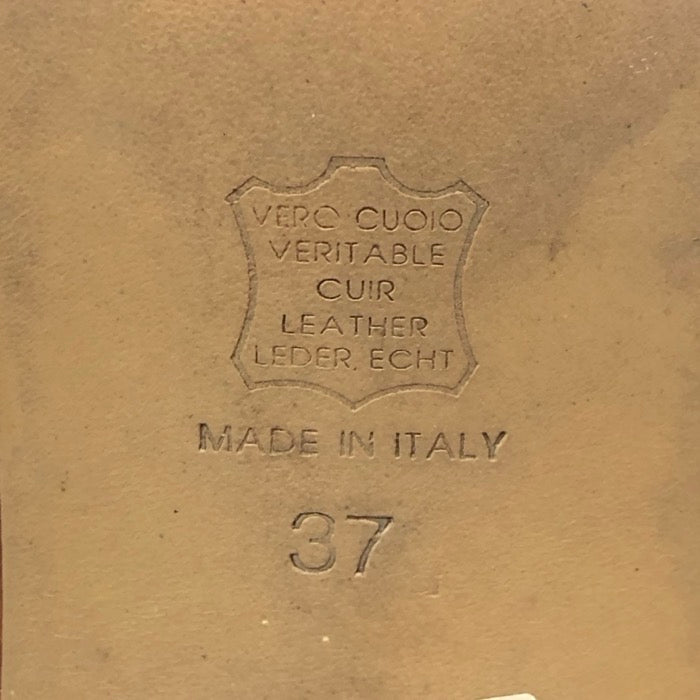 VERO CUOIO
VERITABLE
CUIR
LEATHER
LEDER, ECHT
MADE IN ITALY
37